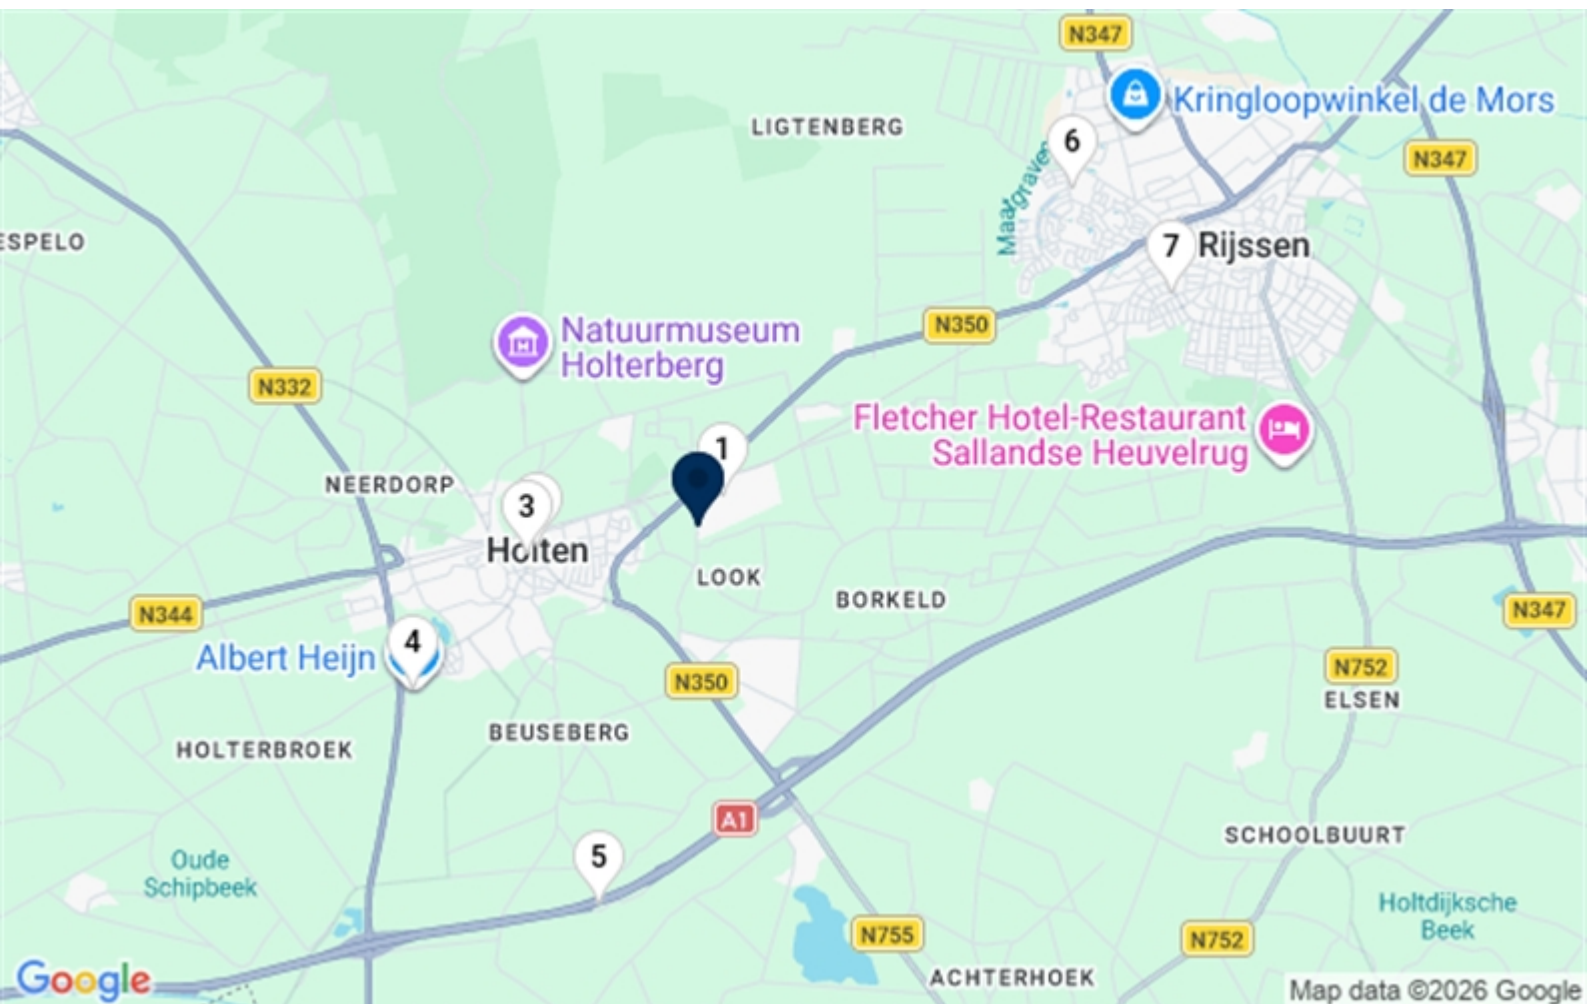 N347
Kringloopwinkel de Mors
LIGTENBERG
6
N347
Maatgraven
ESPELO
7
Rijssen
N350
Natuurmuseum
Holterberg
N332
Fletcher Hotel-Restaurant
Sallandse Heuvelrug
1
NEERDORP
3
Holten
LOOK
BORKELD
N344
N347
4
Albert Heijn
N350
N752
ELSEN
BEUSEBERG
HOLTERBROEK
A1
SCHOOLBUURT
5
Oude
Schipbeek
Holtdijksche
Beek
N755
N752
Google
ACHTERHOEK
Map data ©2026 Google